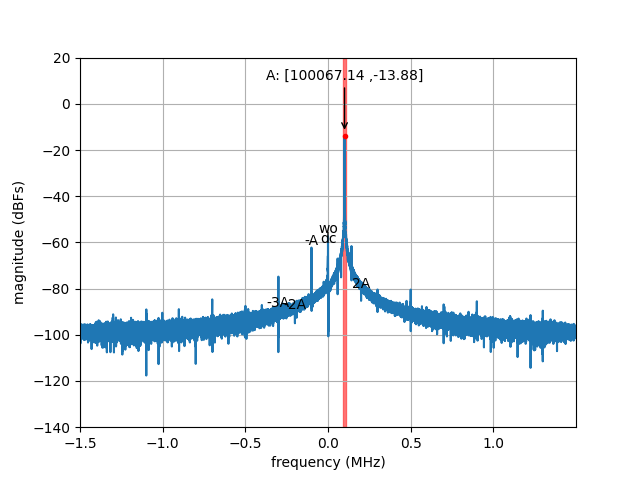 20
0
−20
−40
−60
−80
−100
−120
−140
magnitude (dBFs)
A: [100067.14 ,-13.88]
wo
dc
-A
2A
-3A
-2A
−1.5
−1.0
−0.5
0.0
0.5
1.0
frequency (MHz)